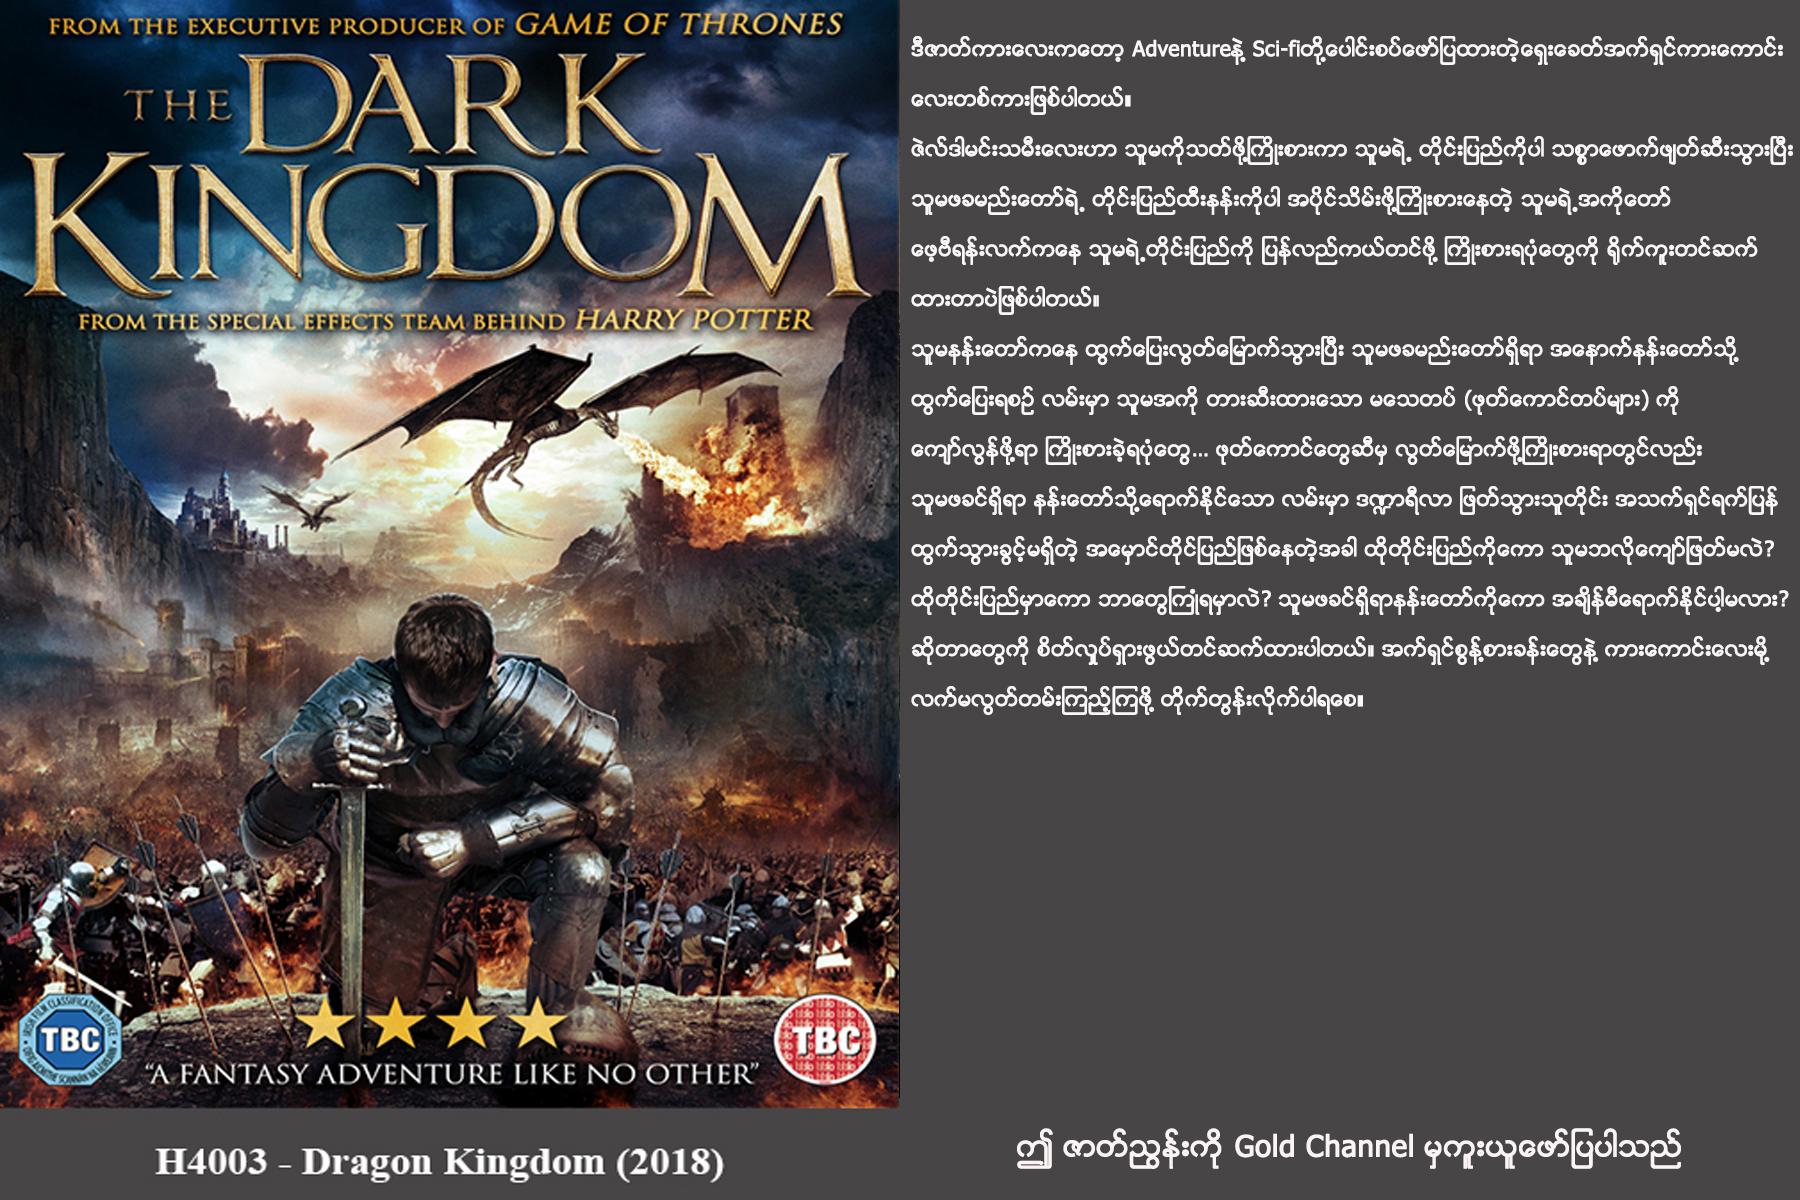 FROM THE EXECUTIVE PRODUCER OF GAME OF THRONES
THE DARK
KINGDOM
FROM THE SPECIAL EFFECTS TEAM BEHIND HARRY POTTER
TBC
TBC
"A FANTASY ADVENTURE LIKE NO OTHER"
H4003 - Dragon Kingdom (2018)
ဒီဇာတ်ကားလေးကတော့ Adventureနဲ့ Sci-fiတို့ပေါင်းစပ်ဖော်ပြထားတဲ့ရှေးခေတ်အက်ရှင်ကားကောင်း
လေးတစ်ကားဖြစ်ပါတယ်။
ဇဲလ်ဒါမင်းသမီးလေးဟာ သူမကိုသတ်ဖို့ကြိုးစားကာ သူမရဲ့ တိုင်းပြည်ကိုပါ သစ္စာဖောက်ဖျတ်ဆီးသွားပြီး
သူမဖခမည်းတော်ရဲ့ တိုင်းပြည်ထီးနန်းကိုပါ အပိုင်သိမ်းဖို့ကြိုးစားနေတဲ့ သူမရဲ့အကိုတော်
ဖေ့ဗီရန်းလက်ကနေ သူမရဲ့တိုင်းပြည်ကို ပြန်လည်ကယ်တင်ဖို့ ကြိုးစားရပုံတွေကို ရိုက်ကူးတင်ဆက်
ထားတာပဲဖြစ်ပါတယ်။
သူမနန်းတော်ကနေ ထွက်ပြေးလွတ်မြောက်သွားပြီး သူမဖခမည်းတော်ရှိရာ အနောက်နန်းတော်သို့
ထွက်ပြေးရစဉ် လမ်းမှာ သူမအကို တားဆီးထားသော မသေတပ် (ဖုတ်ကောင်တပ်များ) ကို
ကျော်လွန်ဖို့ရာ ကြိုးစားခဲ့ရပုံတွေ... ဖုတ်ကောင်တွေဆီမှ လွတ်မြောက်ဖို့ကြိုးစားရာတွင်လည်း
သူမဖခင်ရှိရာ နန်းတော်သို့ရောက်နိုင်သော လမ်းမှာ ဒဏ္ဍာရီလာ ဖြတ်သွားသူတိုင်း အသက်ရှင်ရက်ပြန်
ထွက်သွားခွင့်မရှိတဲ့ အမှောင်တိုင်ပြည်ဖြစ်နေတဲ့အခါ ထိုတိုင်းပြည်ကိုကော သူမဘလိုကျော်ဖြတ်မလဲ?
ထိုတိုင်းပြည်မှာကော ဘာတွေကြုံရမှာလဲ? သူမဖခင်ရှိရာနန်းတော်ကိုကော အချိန်မီရောက်နိုင်ပါ့မလား?
ဆိုတာတွေကို စိတ်လှုပ်ရှားဖွယ်တင်ဆက်ထားပါတယ်။ အက်ရှင်စွန့်စားခန်းတွေနဲ့ ကားကောင်းလေးမို့
လက်မလွတ်တမ်းကြည့်ကြဖို့ တိုက်တွန်းလိုက်ပါရစေ။
ဤ ဇာတ်ညွှန်းကို Gold Channel မှကူးယူဖော်ပြပါသည်